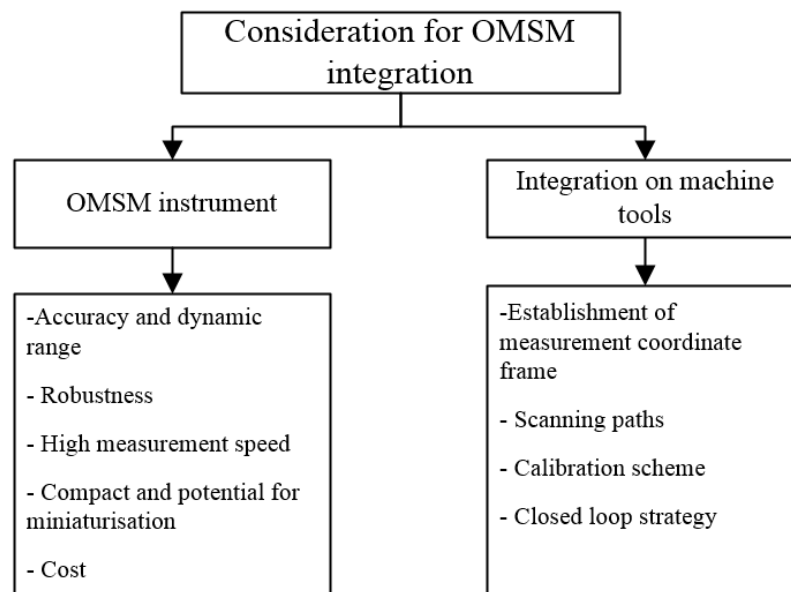 Consideration for OMSM
integration
OMSM instrument
Integration on machine
tools
-Accuracy and dynamic
range
- Robustness
- High measurement speed
- Compact and potential for
miniaturisation
- Cost
-Establishment of
measurement coordinate
frame
- Scanning paths
- Calibration scheme
- Closed loop strategy